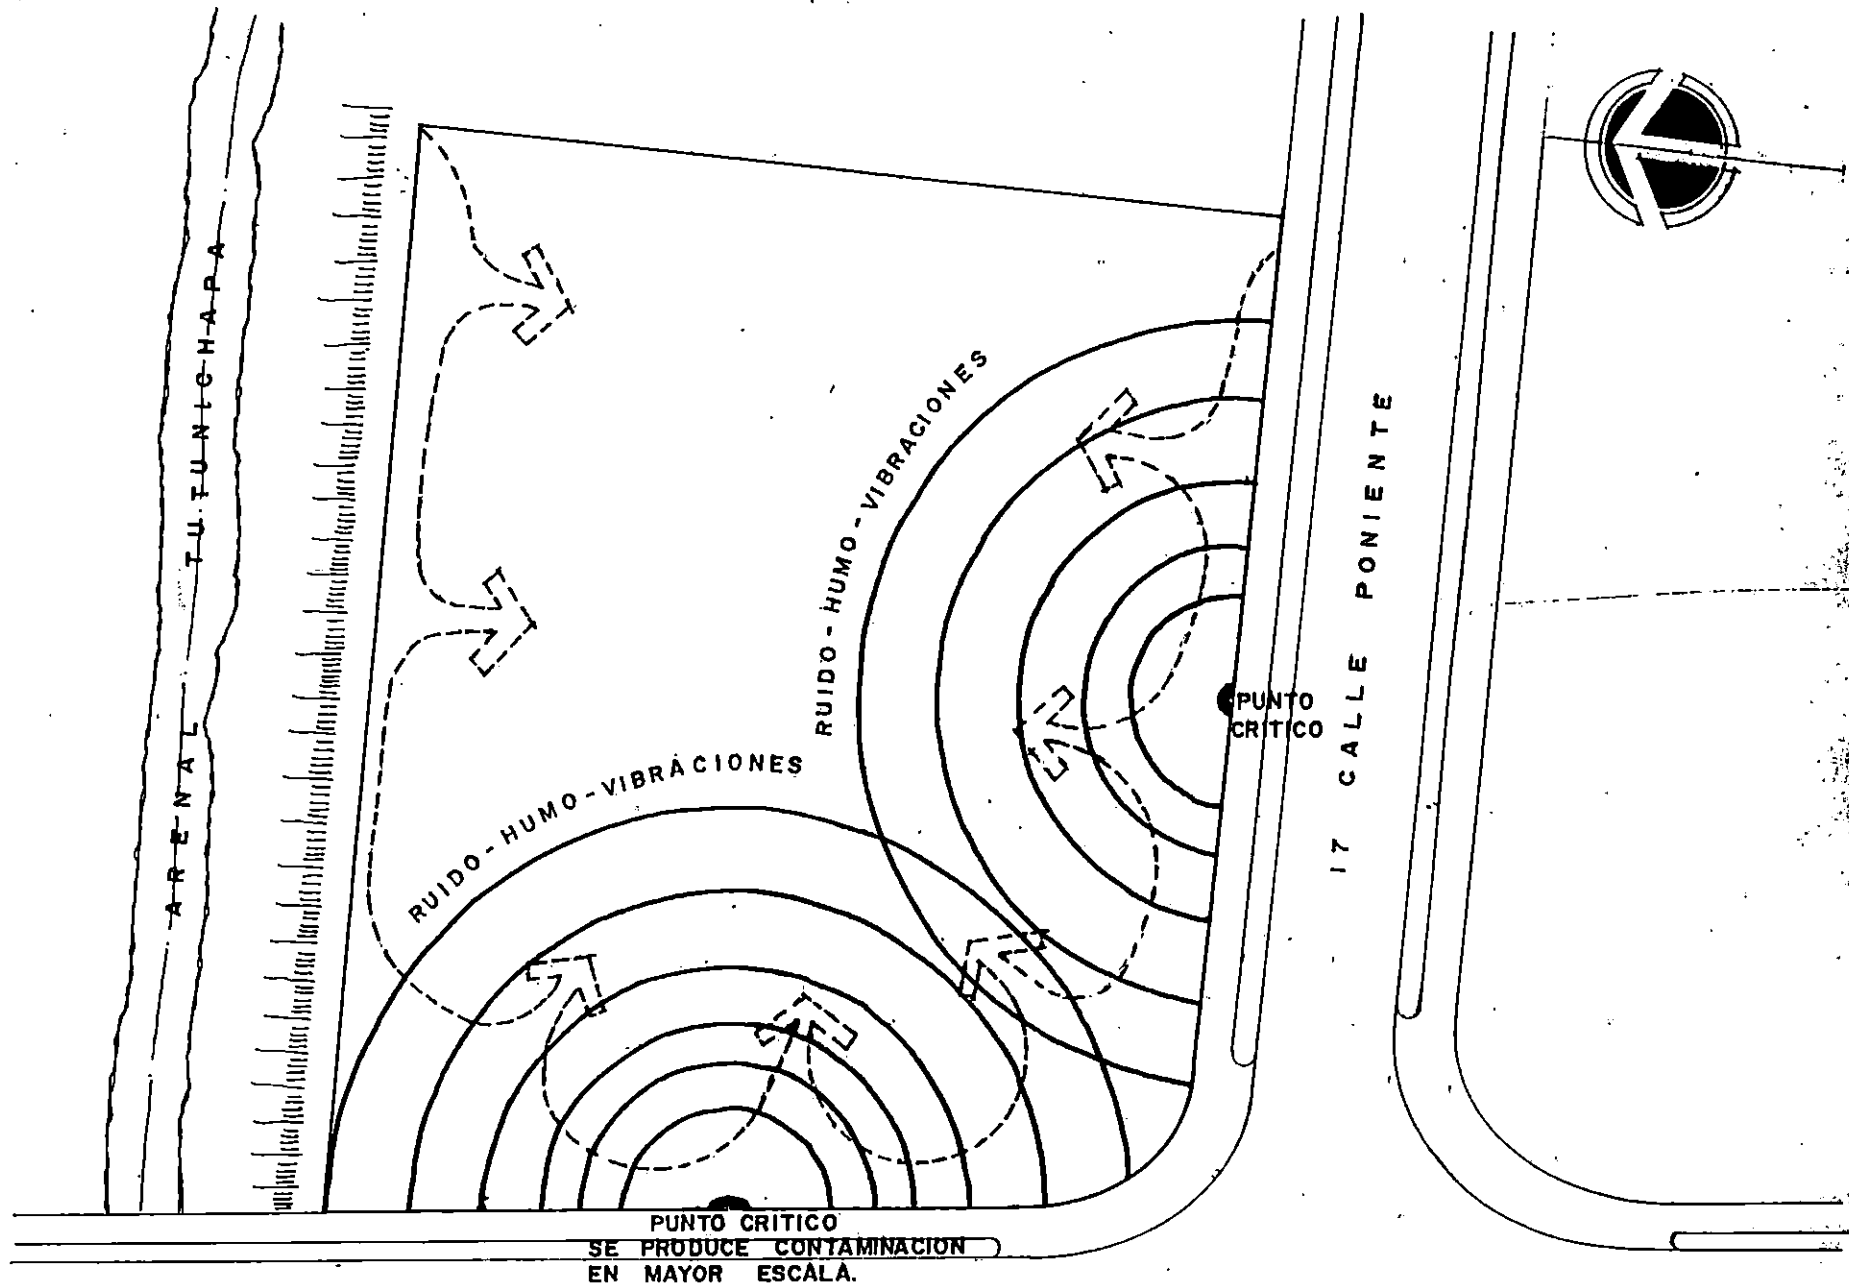 ARENAL TUTUNICHAPA
RUIDO-HUMO-VIBRACIONES
RUIDO-HUMO-VIBRACIONES
17 CALLE PONIENTE
PUNTO
CRITICO
PUNTO CRITICO
SE PRODUCE CONTAMINACION
EN MAYOR ESCALA.